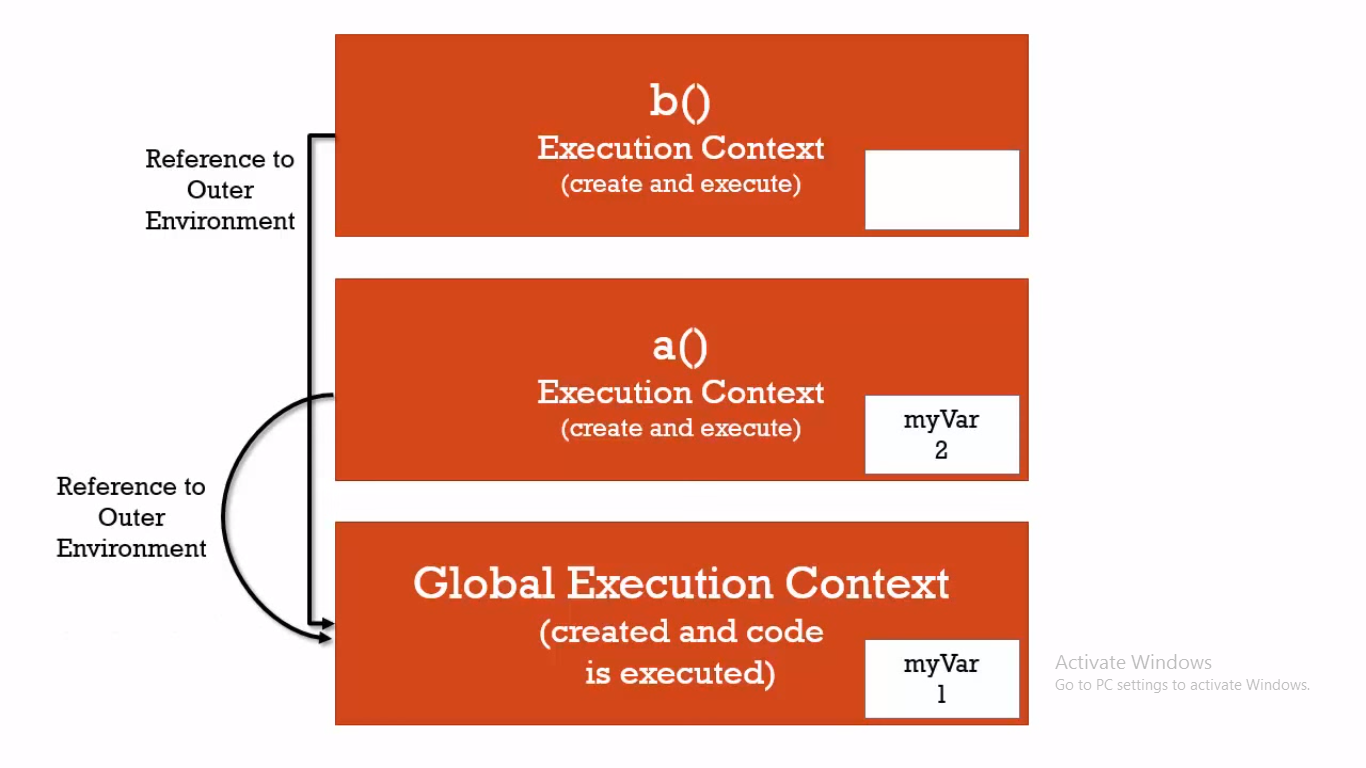 b()
Execution Context
(create and execute)
Reference to
Outer
Environment
a()
Execution Context
(create and execute)
myVar
2
Reference to
Outer
Environment
Global Execution Context
(created and code
is executed)
myVar
1
Activate Windows
Go to PC settings to activate Windows.